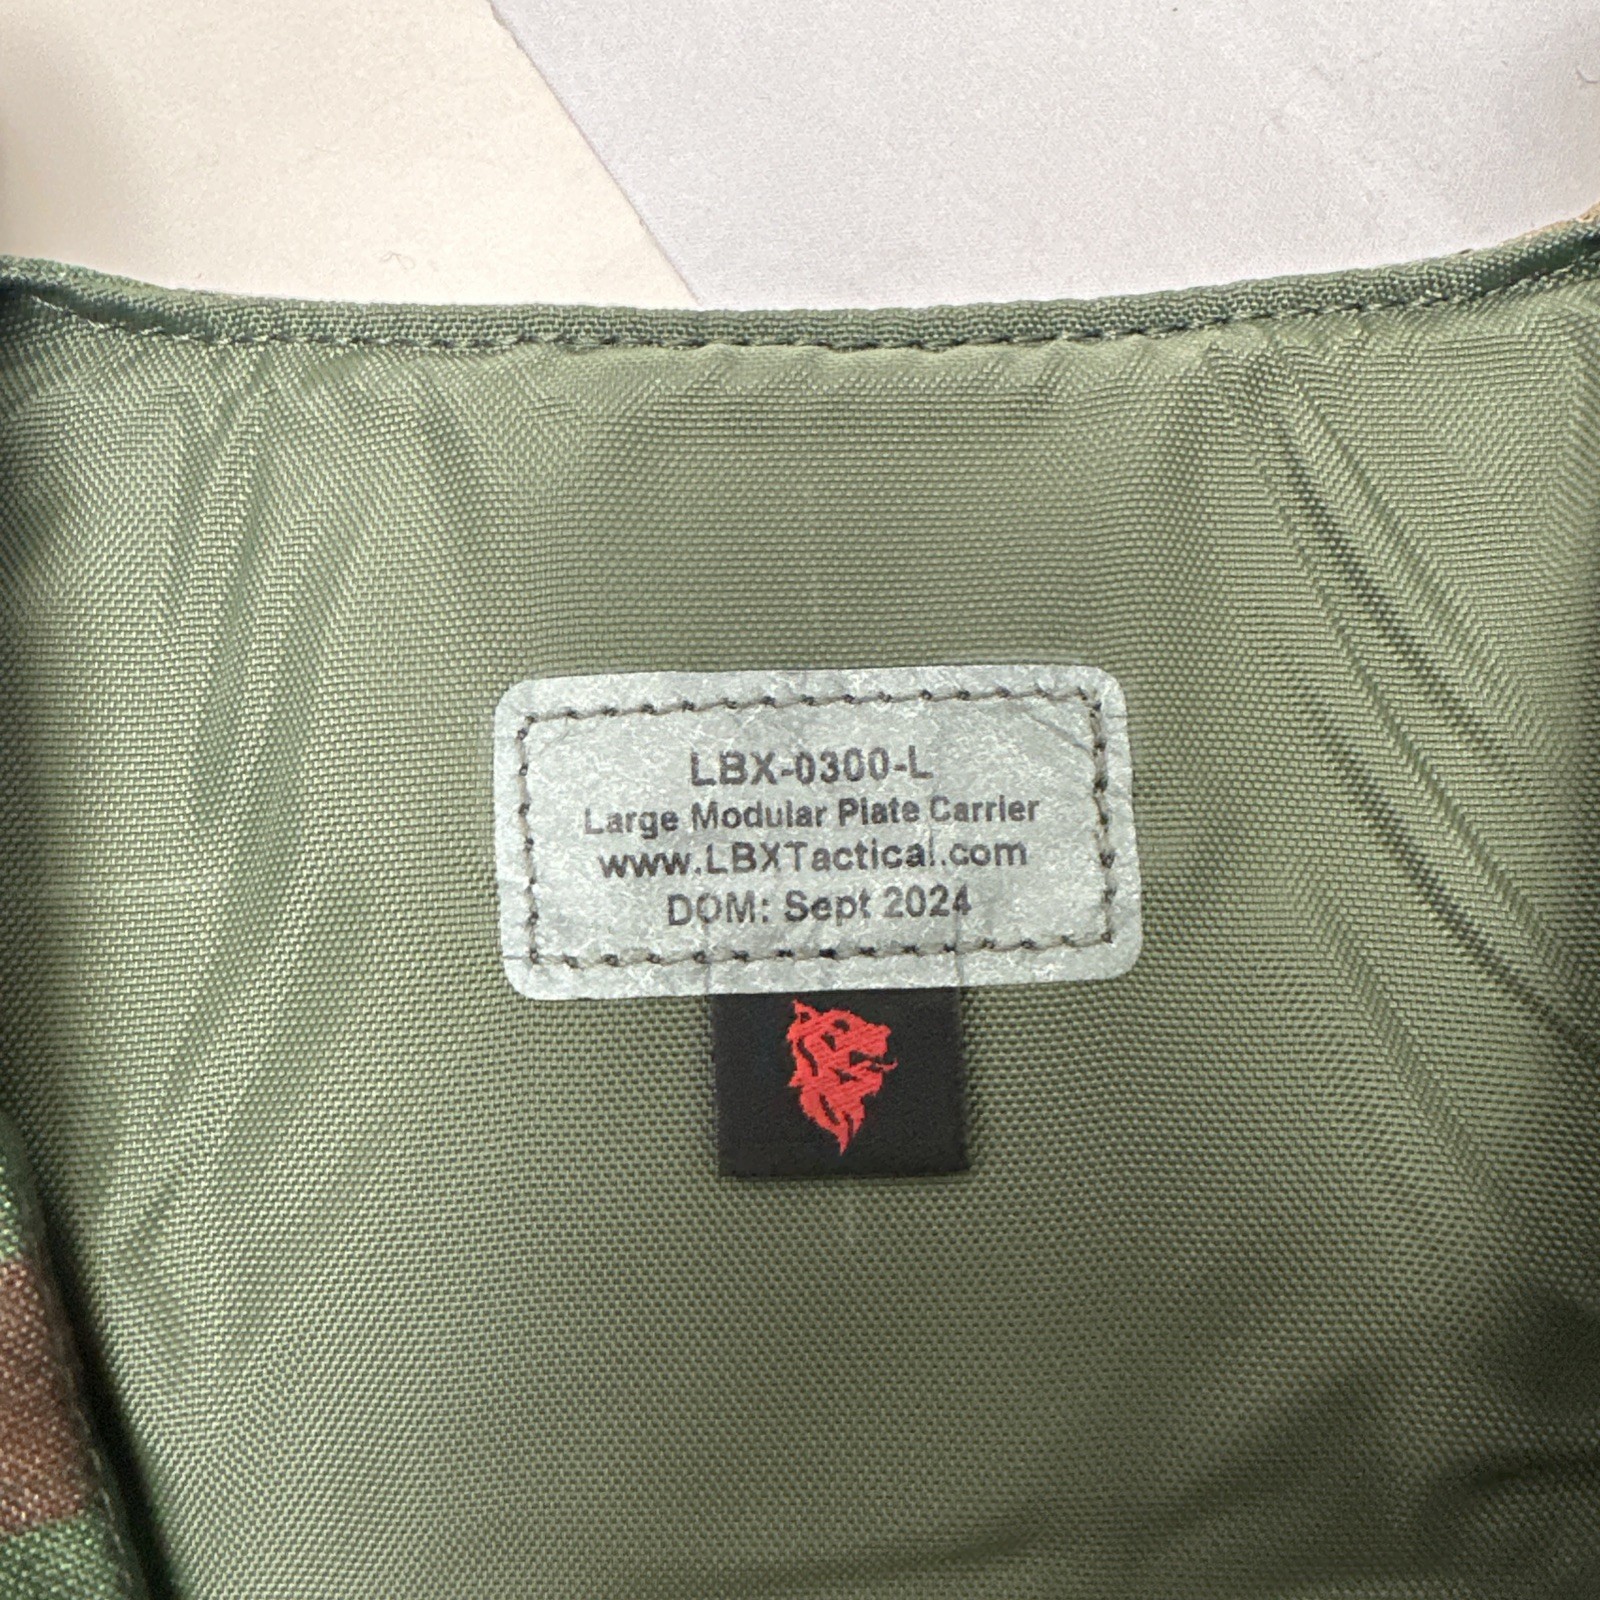 LBX-0300-L
Large Modular Plate Carrier
www.LBXTactical.com
DOM: Sept 2024